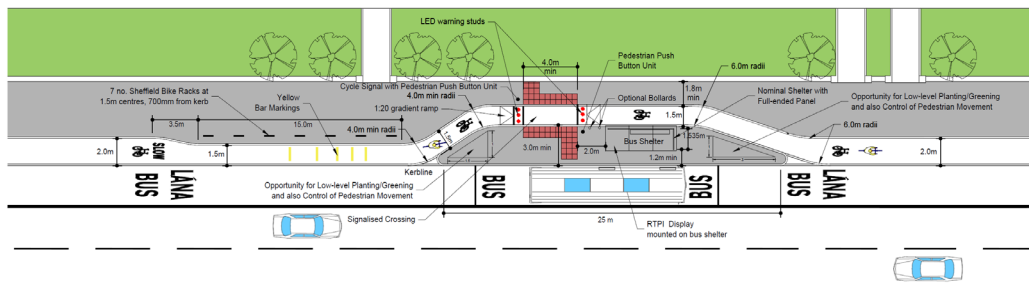 LED warning studs
4.0m
min
Pedestrian Push
Button Unit
6.0m radii
Cycle Signal with Pedestrian Push Button Unit
7 no. Sheffield Bike Racks at
1.5m centres, 700mm from kerb
Yellow
Bar Markings
4.0m min radii
1:20 gradient ramp
Optional Bollards
1.8m
min
Nominal Shelter with
Full-ended Panel
Opportunity for Low-level Planting/Greening
and also Control of Pedestrian Movement
3.5m
15.0m
4.0m min radii
1.5m
6.0m radii
2.0m
SLOW
1.5m
1.5m
3.0m min
2.0m
Bus Shelter
1.535m
1.2m min
2.0m
Kerbline
BUS
LÁNA
Opportunity for Low-level Planting/Greening
and also Control of Pedestrian Movement
BUS
BUS
BUS
LÁNA
Signalised Crossing
25 m
RTPI Display
mounted on bus shelter